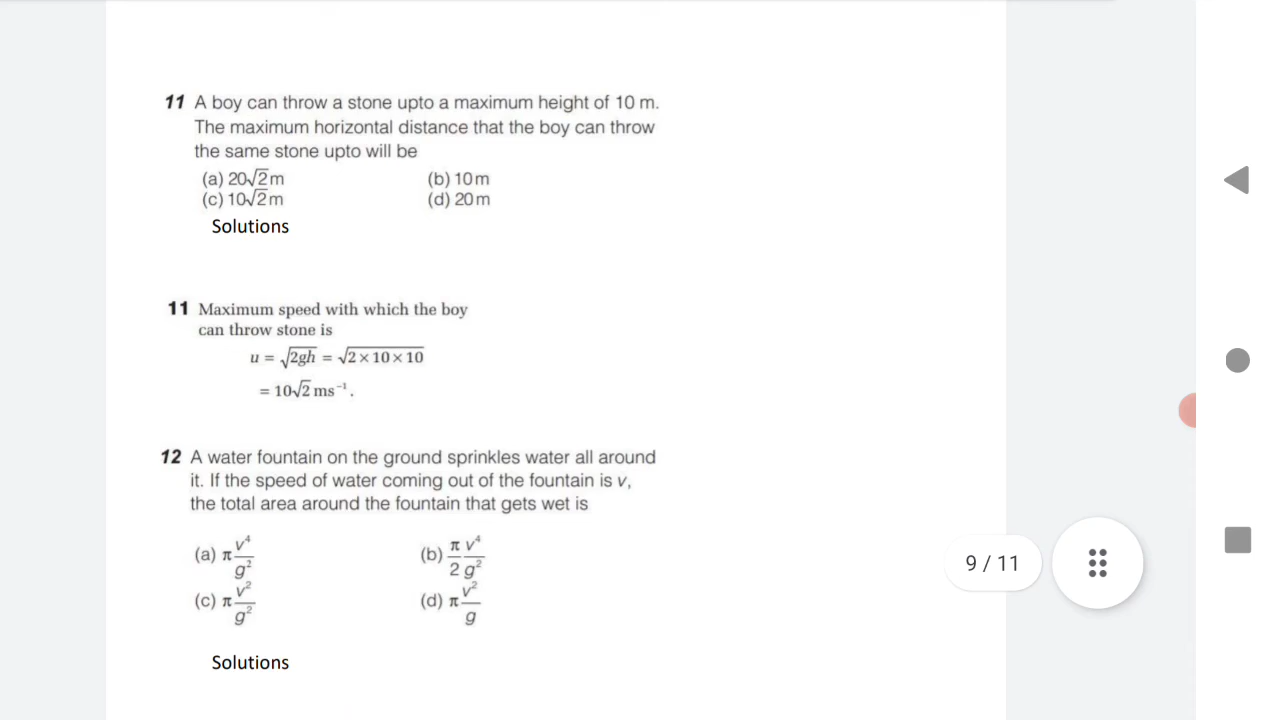 11 A boy can throw a stone upto a maximum height of 10 m.
The maximum horizontal distance that the boy can throw
the same stone upto will be
(a) 20√2 m (b) 10 m
(c) 10√2 m (d) 20 m
Solutions
11 Maximum speed with which the boy
can throw stone is
u = √2gh = √2 × 10 × 10
= 10√2 ms⁻¹.
12 A water fountain on the ground sprinkles water all around
it. If the speed of water coming out of the fountain is v,
the total area around the fountain that gets wet is
(a) π v⁴/g² (b) π/2 v⁴/g²
(c) π v²/g² (d) π v²/g
9 / 11
Solutions